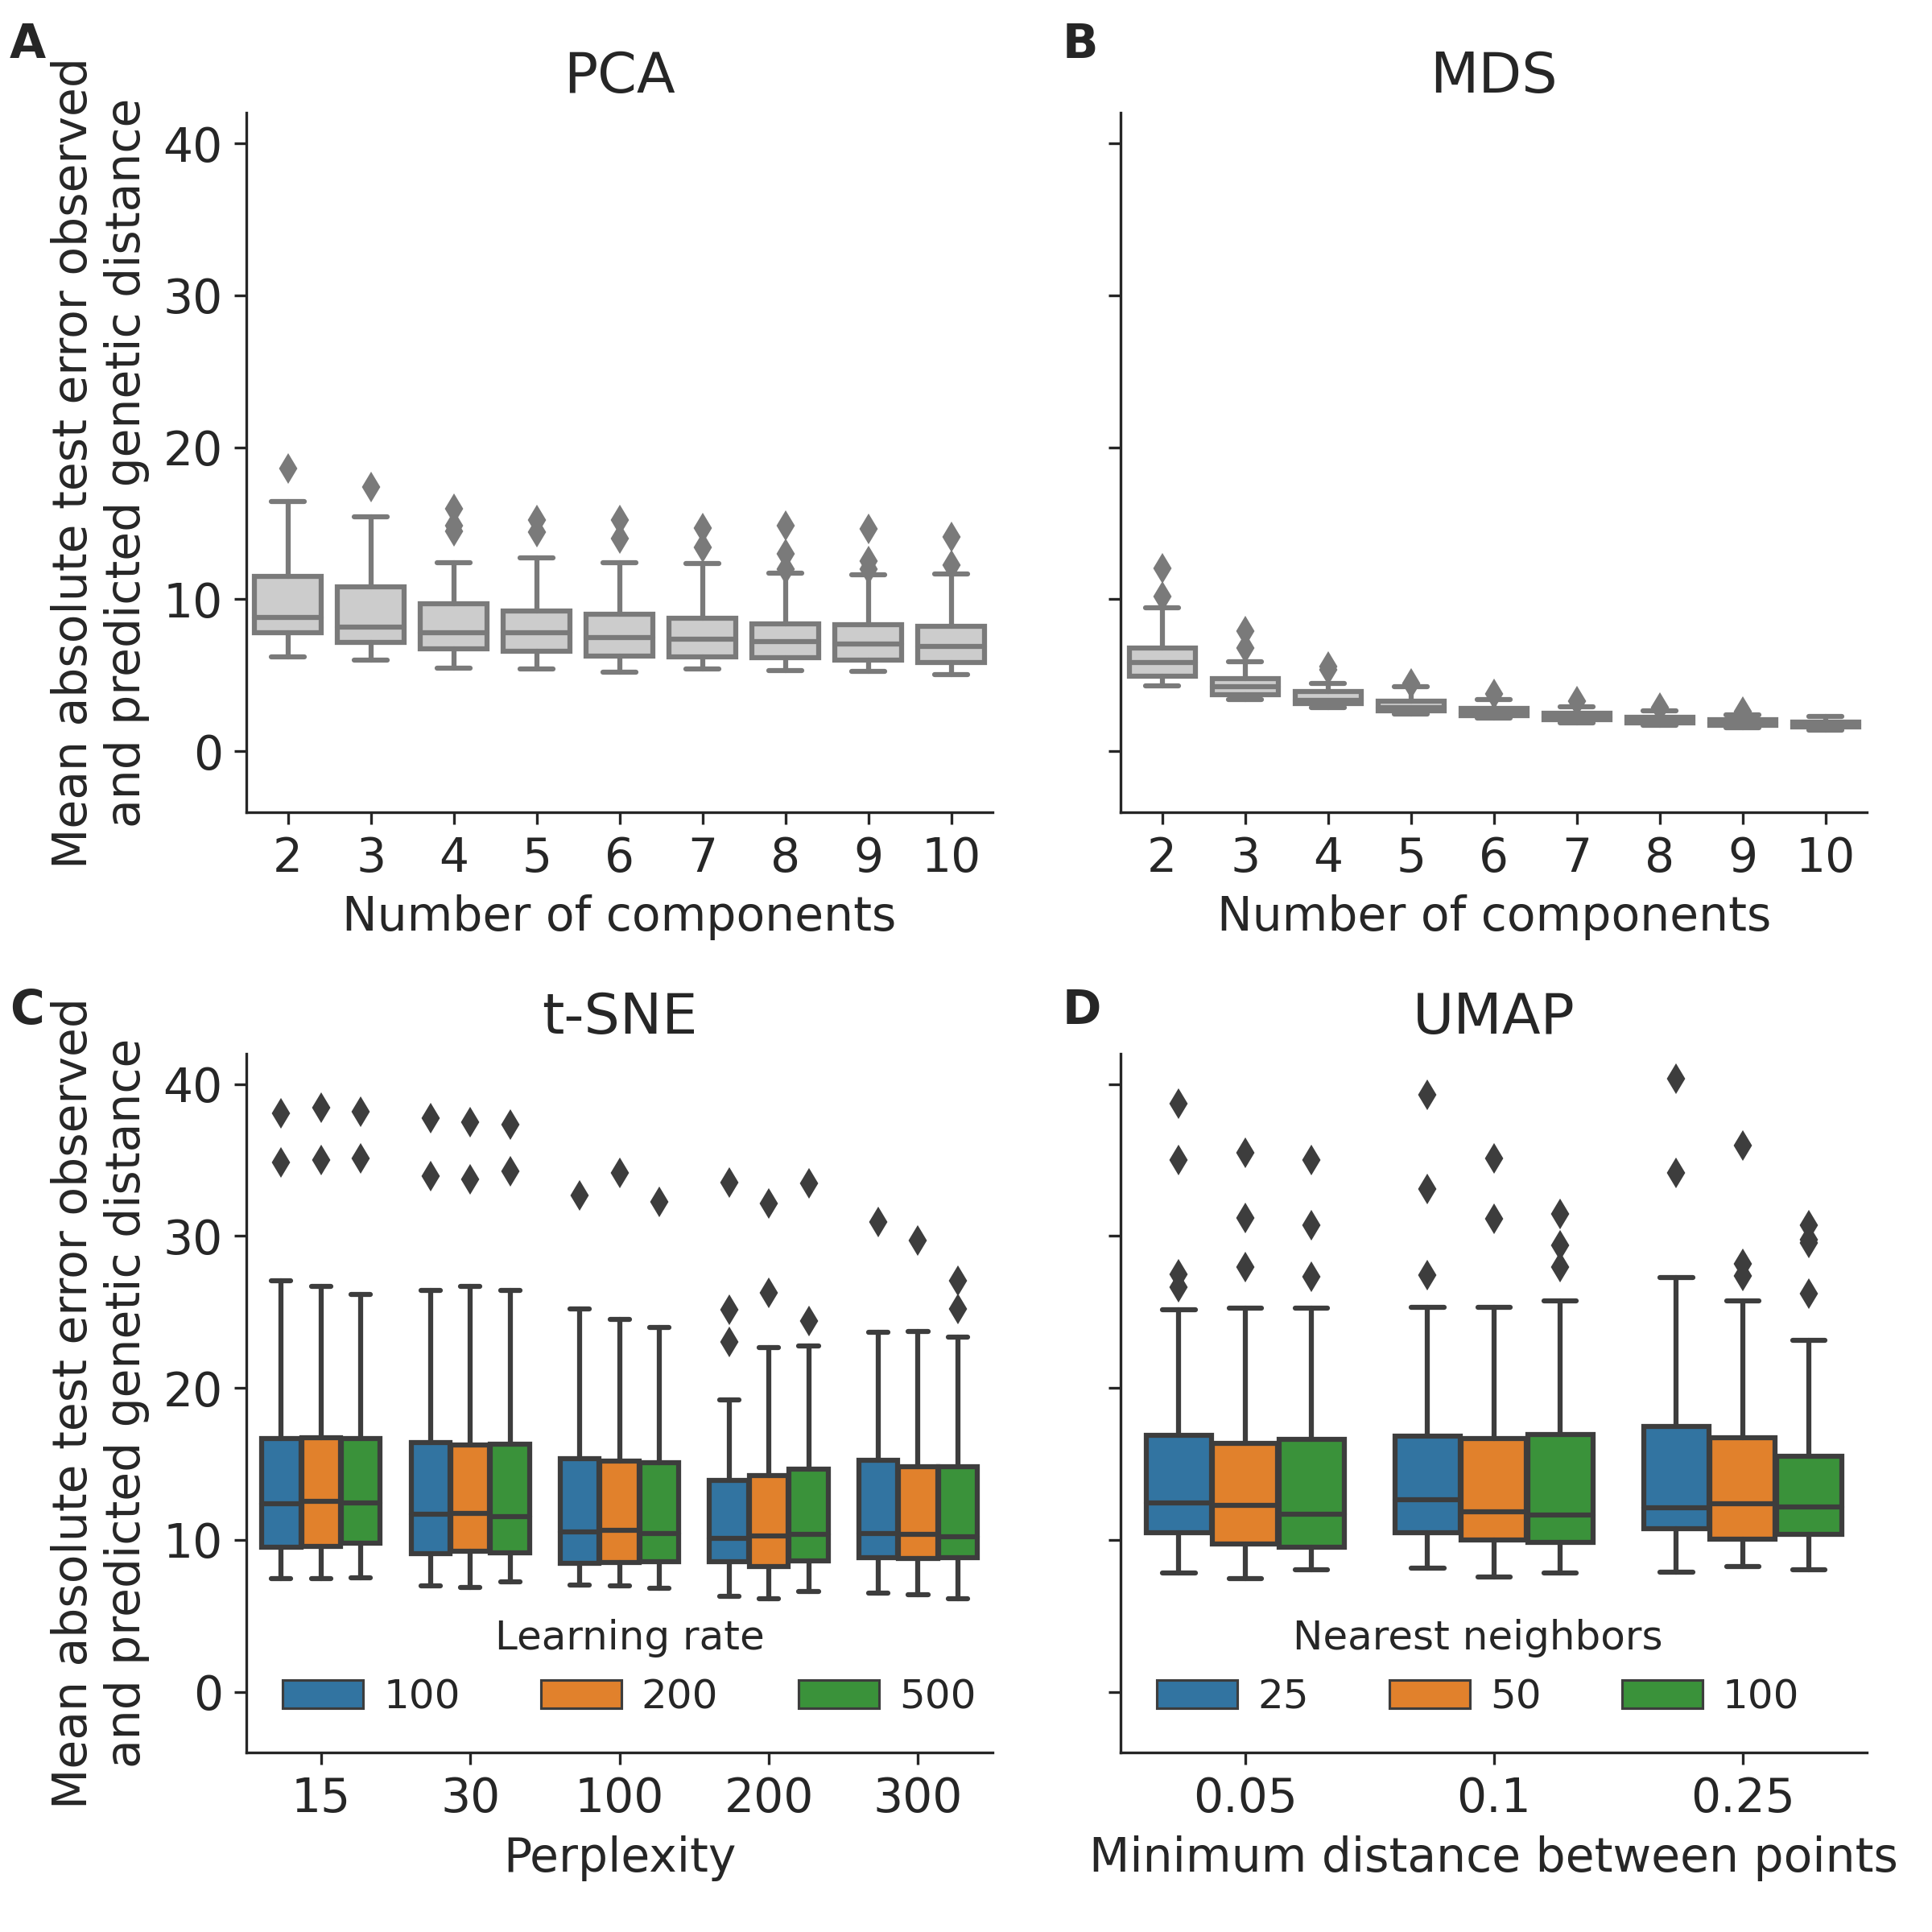 A
PCA
Mean absolute test error observed
and predicted genetic distance
40
30
20
10
0
2 3 4 5 6 7 8 9 10
Number of components
B
MDS
2 3 4 5 6 7 8 9 10
Number of components
C
t-SNE
Mean absolute test error observed
and predicted genetic distance
40
30
20
10
0
Learning rate
100 200 500
15 30 100 200 300
Perplexity
D
UMAP
Nearest neighbors
25 50 100
0.05 0.1 0.25
Minimum distance between points